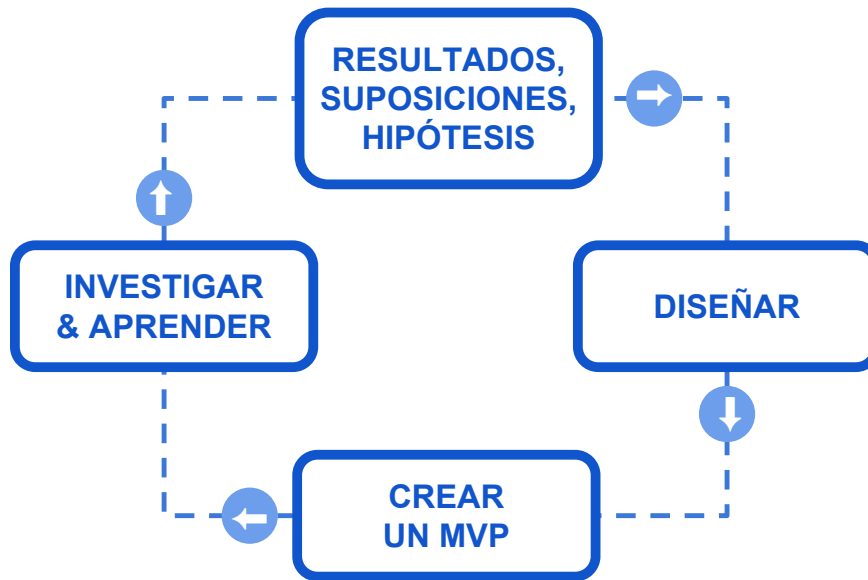 RESULTADOS,
SUPOSICIONES,
HIPÓTESIS
INVESTIGAR
& APRENDER
DISEÑAR
CREAR
UN MVP